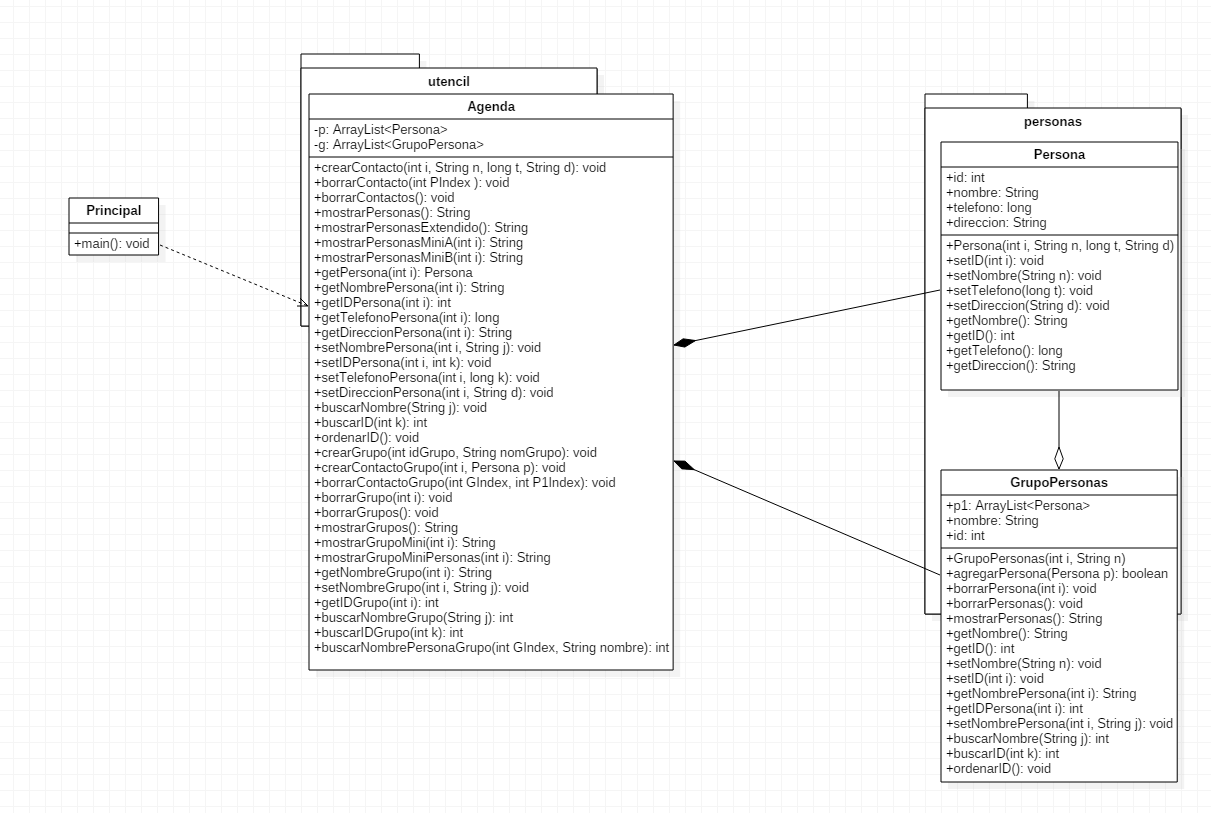 Principal
+main(): void
utencil
Agenda
-p: ArrayList<Persona>
-g: ArrayList<GrupoPersona>
+crearContacto(int i, String n, long t, String d): void
+borrarContacto(int PIndex ): void
+borrarContactos(): void
+mostrarPersonas(): String
+mostrarPersonasExtendido(): String
+mostrarPersonasMiniA(int i): String
+mostrarPersonasMiniB(int i): String
+getPersona(int i): Persona
+getNombrePersona(int i): String
+getIDPersona(int i): int
+getTelefonoPersona(int i): long
+getDireccionPersona(int i): String
+setNombrePersona(int i, String j): void
+setIDPersona(int i, int k): void
+setTelefonoPersona(int i, long k): void
+setDireccionPersona(int i, String d): void
+buscarNombre(String j): void
+buscarID(int k): int
+ordenarID(): void
+crearGrupo(int idGrupo, String nomGrupo): void
+crearContactoGrupo(int i, Persona p): void
+borrarContactoGrupo(int GIndex, int P1Index): void
+borrarGrupo(int i): void
+borrarGrupos(): void
+mostrarGrupos(): String
+mostrarGrupoMini(int i): String
+mostrarGrupoMiniPersonas(int i): String
+getNombreGrupo(int i): String
+setNombreGrupo(int i, String j): void
+getIDGrupo(int i): int
+buscarNombreGrupo(String j): int
+buscarIDGrupo(int k): int
+buscarNombrePersonaGrupo(int GIndex, String nombre): int
personas
Persona
+id: int
+nombre: String
+telefono: long
+direccion: String
+Persona(int i, String n, long t, String d)
+setID(int i): void
+setNombre(String n): void
+setTelefono(long t): void
+setDireccion(String d): void
+getNombre(): String
+getID(): int
+getTelefono(): long
+getDireccion(): String
GrupoPersonas
+p1: ArrayList<Persona>
+nombre: String
+id: int
+GrupoPersonas(int i, String n)
+agregarPersona(Persona p): boolean
+borrarPersona(int i): void
+borrarPersonas(): void
+mostrarPersonas(): String
+getNombre(): String
+getID(): int
+setNombre(String n): void
+setID(int i): void
+getNombrePersona(int i): String
+getIDPersona(int i): int
+setNombrePersona(int i, String j): void
+buscarNombre(String j): int
+buscarID(int k): int
+ordenarID(): void